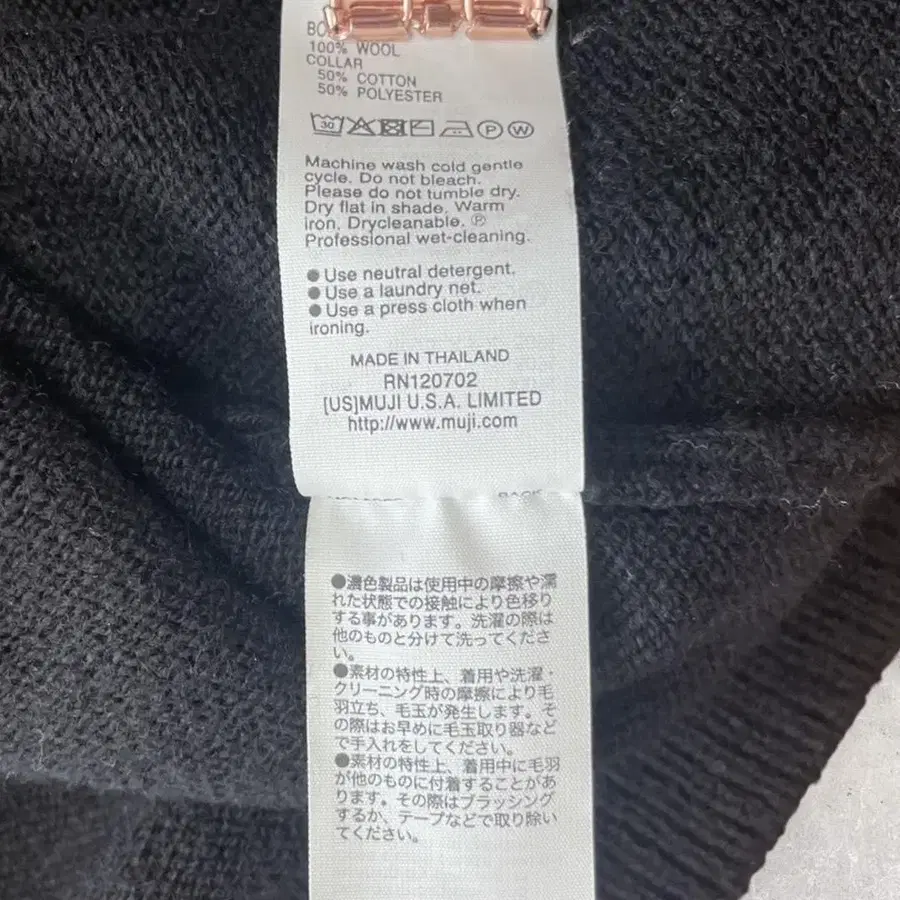 100% WOOL
COLLAR
50% COTTON
50% POLYESTER
30 P W
Machine wash cold gentle
cycle. Do not bleach.
Please do not tumble dry.
Dry flat in shade. Warm
iron. Drycleanable. Ⓟ
Professional wet-cleaning.
● Use neutral detergent.
● Use a laundry net.
● Use a press cloth when
ironing.
MADE IN THAILAND
RN120702
[US]MUJI U.S.A. LIMITED
http://www.muji.com
BACK
●濃色製品は使用中の摩擦や濡
れた状態での接触により色移り
する事があります。洗濯の際は
他のものと分けて洗ってくださ
い。
●素材の特性上、着用や洗濯・
クリーニング時の摩擦により毛
羽立ち、毛玉が発生します。そ
の際はお早めに毛玉取り器など
で手入れをしてください。
●素材の特性上、着用中に毛羽
が他のものに付着することがあ
ります。その際はブラッシング
するか、テープなどで取り除い
てください。